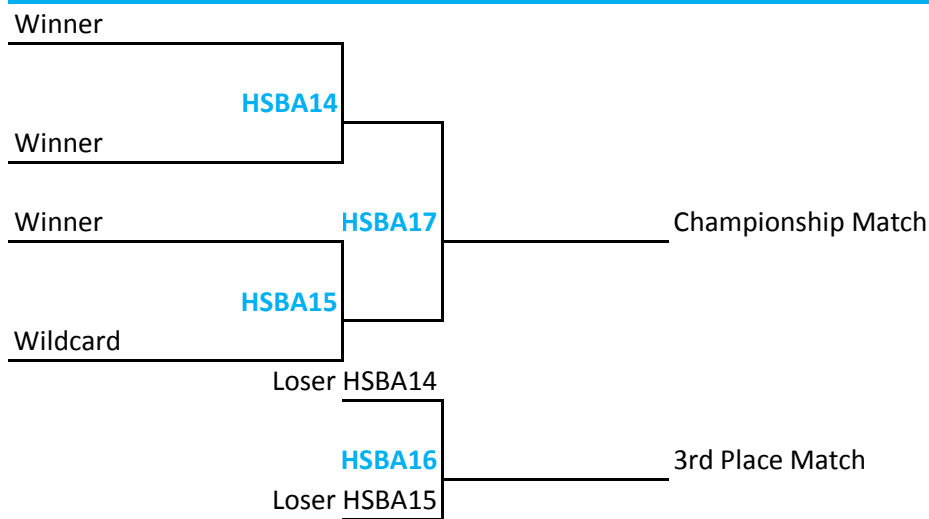 Winner
HSBA14
Winner
Winner
HSBA17
Championship Match
HSBA15
Wildcard
Loser HSBA14
HSBA16
3rd Place Match
Loser HSBA15